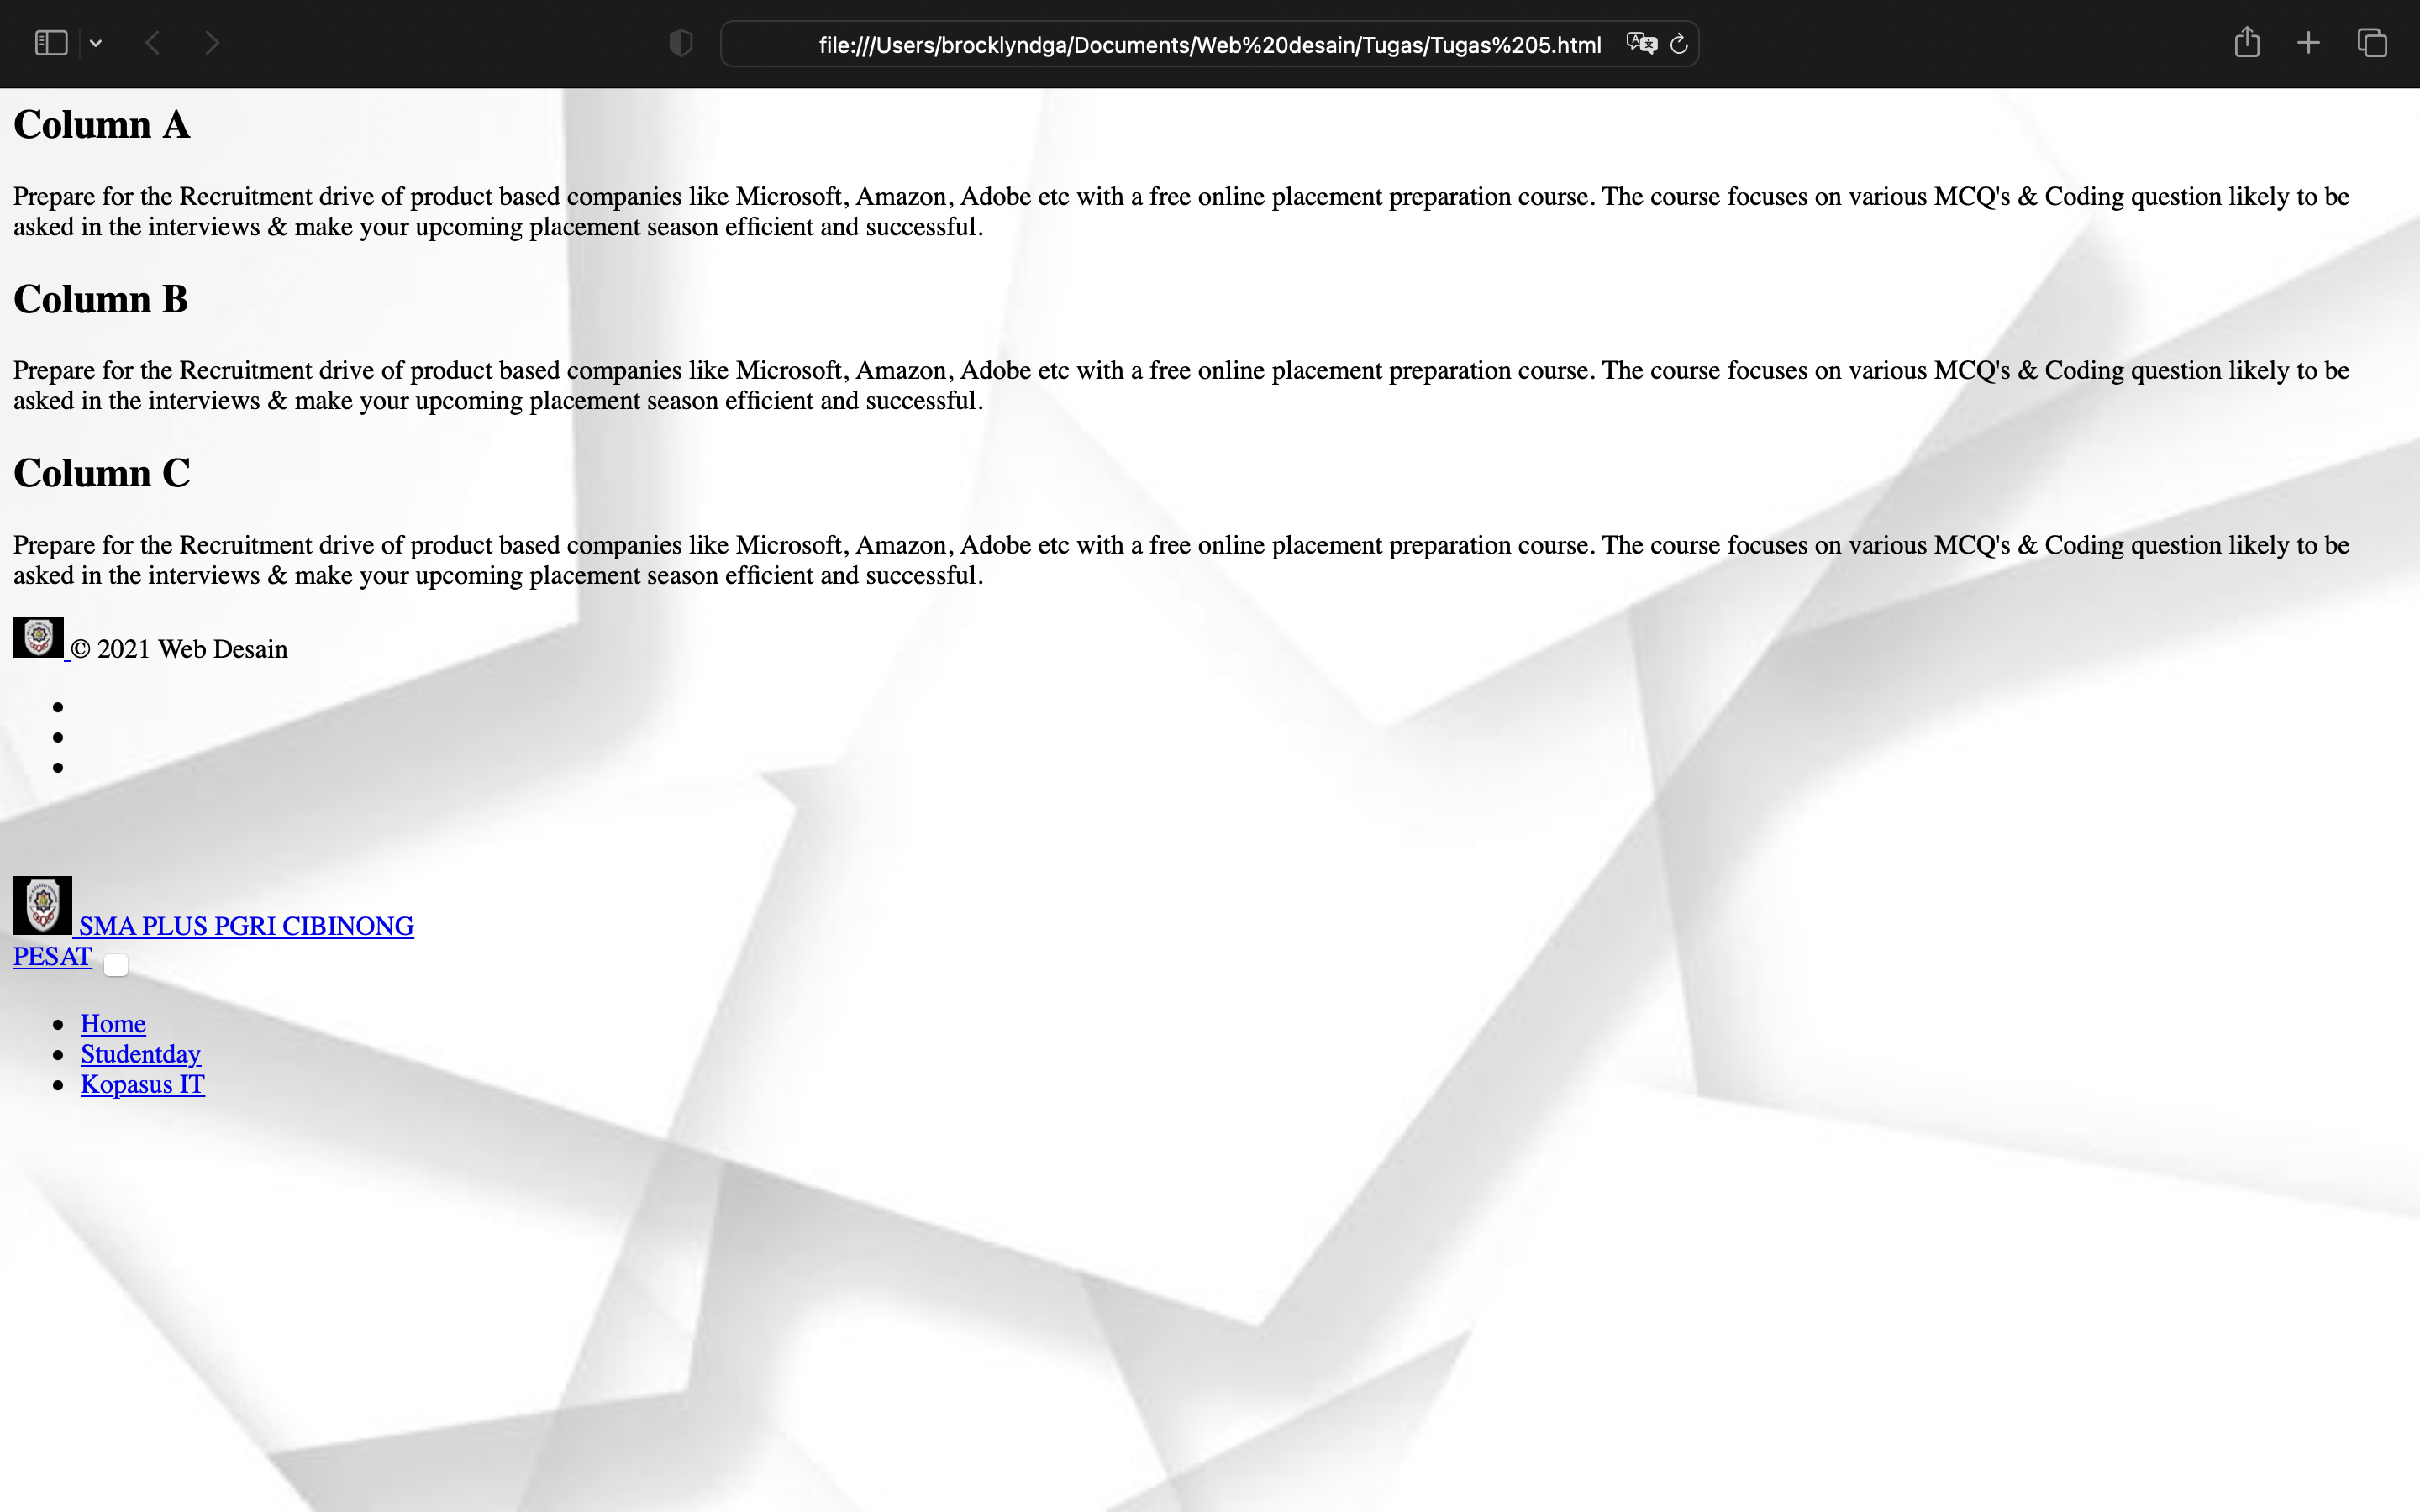 file:///Users/brocklyndga/Documents/Web%20desain/Tugas/Tugas%205.html
Column A
Prepare for the Recruitment drive of product based companies like Microsoft, Amazon, Adobe etc with a free online placement preparation course. The course focuses on various MCQ's & Coding question likely to be
asked in the interviews & make your upcoming placement season efficient and successful.
Column B
Prepare for the Recruitment drive of product based companies like Microsoft, Amazon, Adobe etc with a free online placement preparation course. The course focuses on various MCQ's & Coding question likely to be
asked in the interviews & make your upcoming placement season efficient and successful.
Column C
Prepare for the Recruitment drive of product based companies like Microsoft, Amazon, Adobe etc with a free online placement preparation course. The course focuses on various MCQ's & Coding question likely to be
asked in the interviews & make your upcoming placement season efficient and successful.
© 2021 Web Desain
SMA PLUS PGRI CIBINONG
PESAT
Home
Studentday
Kopasus IT